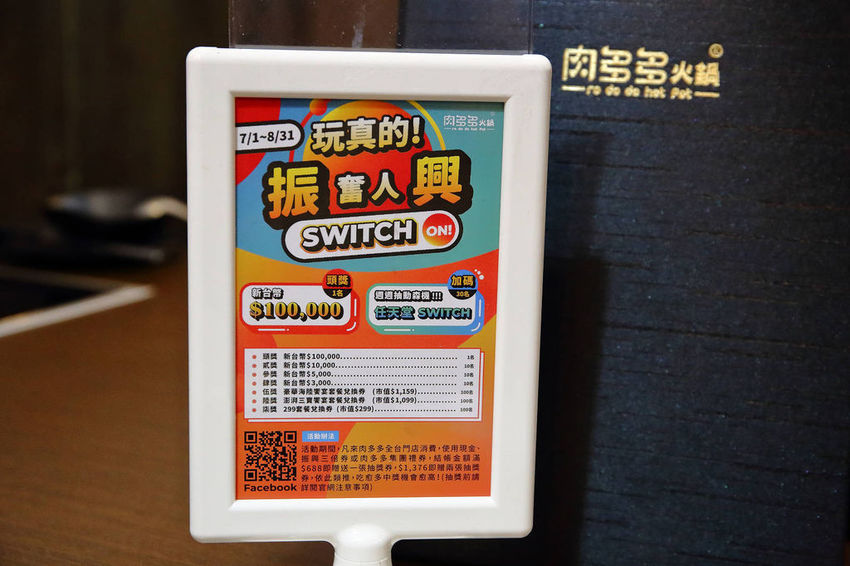 肉多多火鍋
ro do do hot pot
肉多多火鍋
ro do do hot pot
7/1~8/31
玩真的!
振奮人興
SWITCH ON!
頭獎
1名
新台幣
$100,000
加碼
30名
週週抽動森機!!!
任天堂 SWITCH
頭獎 新台幣$100,000 1名
貳獎 新台幣$10,000 10名
參獎 新台幣$5,000 10名
肆獎 新台幣$3,000 10名
伍獎 豪華海陸饗宴套餐兌換券 (市值$1,159) 100名
陸獎 澎湃三寶饗宴套餐兌換券 (市值$1,099) 100名
柒獎 299套餐兌換券 (市值$299) 100名
活動辦法
活動期間,凡來肉多多全台門店消費,使用現金、
振興三倍券或肉多多集團禮券,結帳金額滿
$688即贈送一張抽獎券,$1,376即贈兩張抽獎
券,依此類推,吃愈多中獎機會愈高!(抽獎前請
詳閱官網注意事項)
Facebook